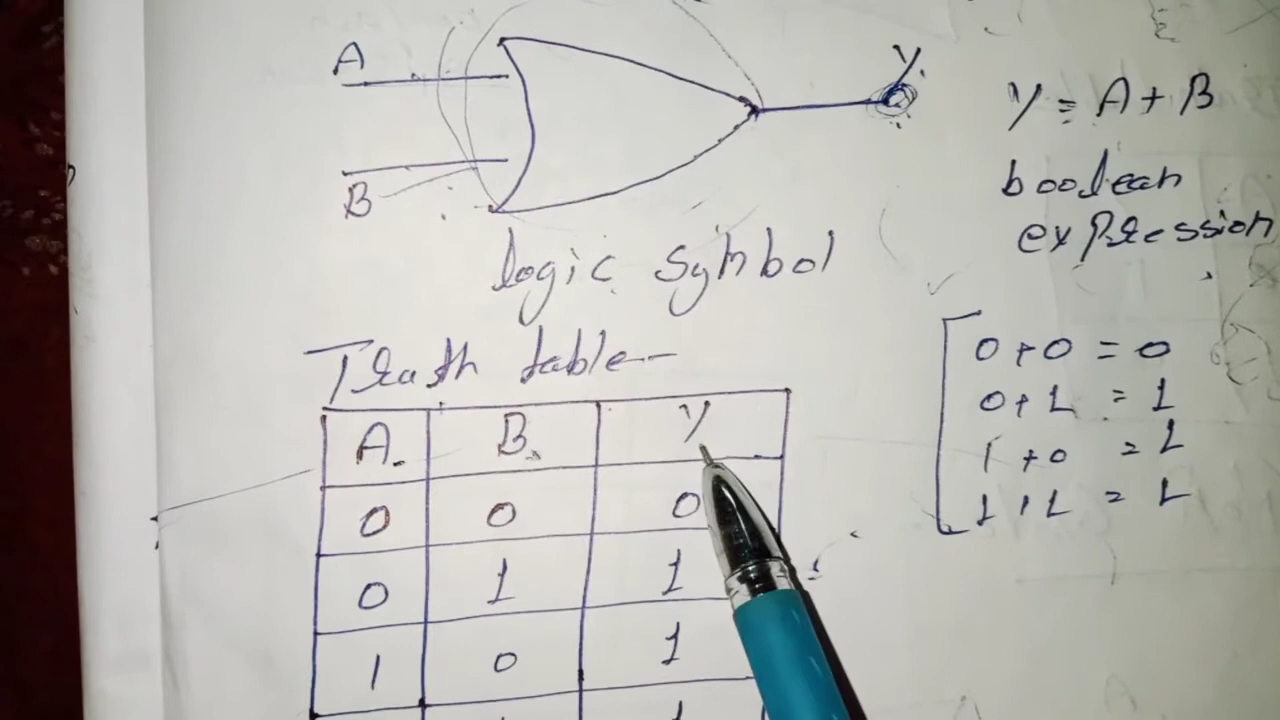 A
Y
B
Y = A + B
boolean
expression
logic symbol
Truth table-
A B Y
0 0 0
0 1 1
1 0 1
0 + 0 = 0
0 + 1 = 1
1 + 0 = 1
1 + 1 = 1